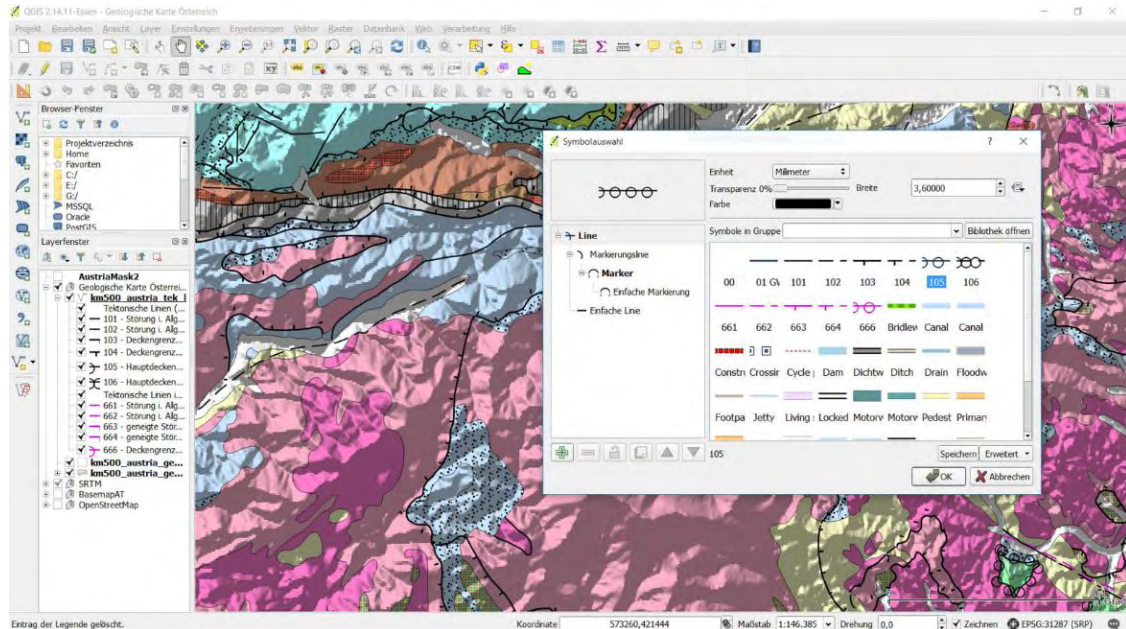 QGIS 2.14.11-Essen - Geologische Karte Österreich
Projekt Bearbeiten Ansicht Layer Einstellungen Erweiterungen Vektor Raster Datenbank Web Verarbeitung Hilfe
Browser-Fenster
Projektverzeichnis
Home
Favoriten
C:/
E:/
G:/
MSSQL
Oracle
PostGIS
Layerfenster
AustriaMask2
Geologische Karte Österrei...
km500_austria_tek_l
Tektonische Linien (...
101 - Störung i. Alg...
102 - Störung i. Alg...
103 - Deckengrenz...
104 - Deckengrenz...
105 - Hauptdecken...
106 - Hauptdecken...
Tektonische Linien i...
661 - Störung i. Alg...
662 - Störung i. Alg...
663 - geneigte Stör...
664 - geneigte Stör...
666 - Deckengrenz...
km500_austria_ge...
km500_austria_ge...
SRTM
BasemapAT
OpenStreetMap
Symbolauswahl
Einheit Milimeter
Transparenz 0% Breite 3,60000
Farbe
Line
Markierungslinie
Marker
Einfache Markierung
Einfache Linie
Symbole in Gruppe Bibliothek öffnen
00 01 GV 101 102 103 104 105 106
661 662 663 664 666 Bridlew Canal Canal
Constr Crossir Cycle Dam Dichtw Ditch Drain Floodw
Footpa Jetty Living Locked Motorv Motorv Pedest Primar
105 Speichern Erweitert
OK Abbrechen
Eintrag der Legende gelöscht. Koordinate 573260,421444 Maßstab 1:146.385 Drehung 0,0 Zeichnen EPSG:31287 (SRP)